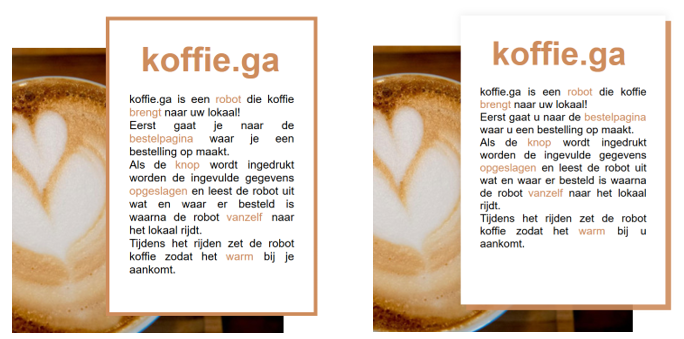 koffie.ga
koffie.ga is een robot die koffie
brengt naar uw lokaal!
Eerst gaat je naar de
bestelpagina waar je een
bestelling op maakt.
Als de knop wordt ingedrukt
worden de ingevulde gegevens
opgeslagen en leest de robot uit
wat en waar er besteld is
waarna de robot vanzelf naar
het lokaal rijdt.
Tijdens het rijden zet de robot
koffie zodat het warm bij je
aankomt.
koffie.ga
koffie.ga is een robot die koffie
brengt naar uw lokaal!
Eerst gaat u naar de bestelpagina
waar u een bestelling op maakt.
Als de knop wordt ingedrukt
worden de ingevulde gegevens
opgeslagen en leest de robot uit
wat en waar er besteld is waarna
de robot vanzelf naar het lokaal
rijdt.
Tijdens het rijden zet de robot
koffie zodat het warm bij u
aankomt.